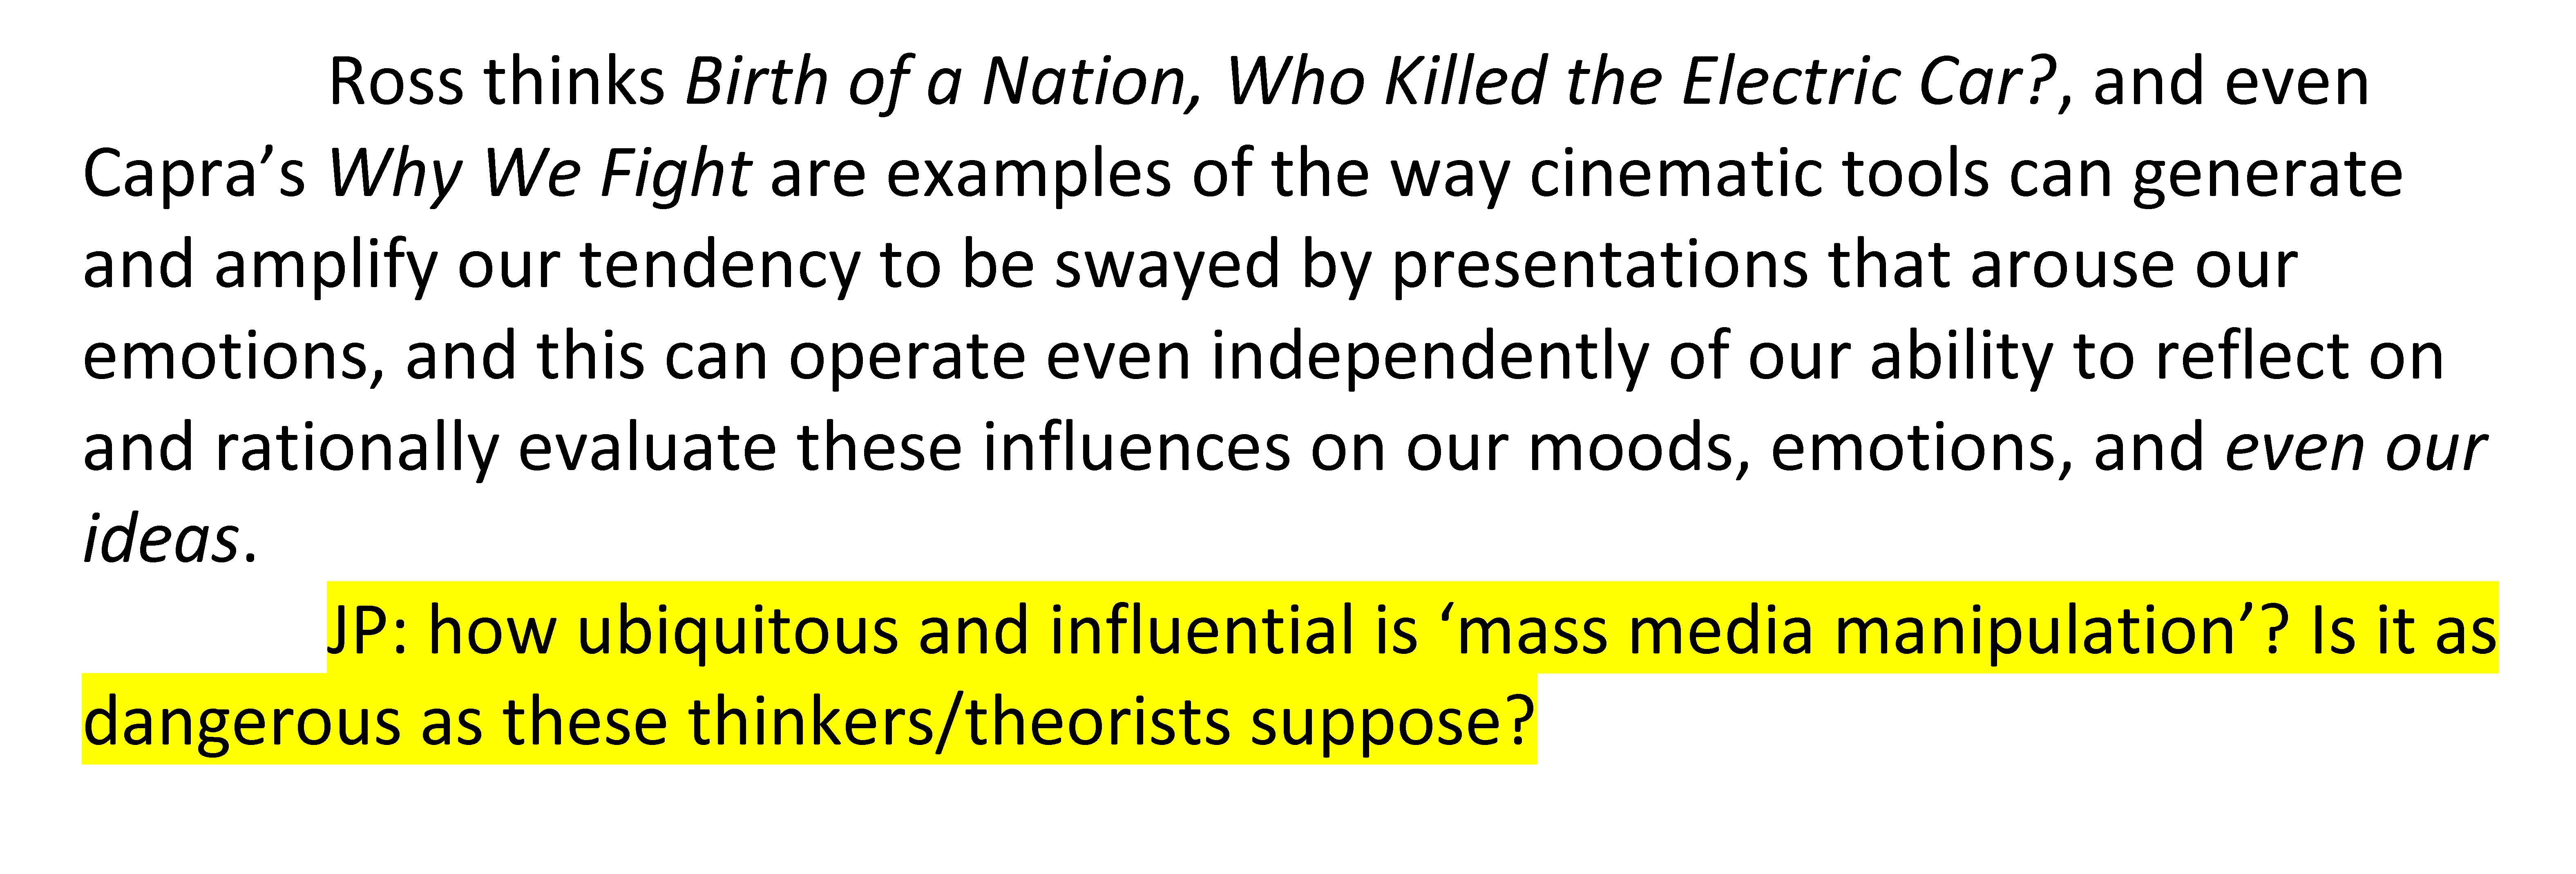 Ross thinks Birth of a Nation, Who Killed the Electric Car?, and even
Capra’s Why We Fight are examples of the way cinematic tools can generate
and amplify our tendency to be swayed by presentations that arouse our
emotions, and this can operate even independently of our ability to reflect on
and rationally evaluate these influences on our moods, emotions, and even our
ideas.
JP: how ubiquitous and influential is ‘mass media manipulation’? Is it as
dangerous as these thinkers/theorists suppose?